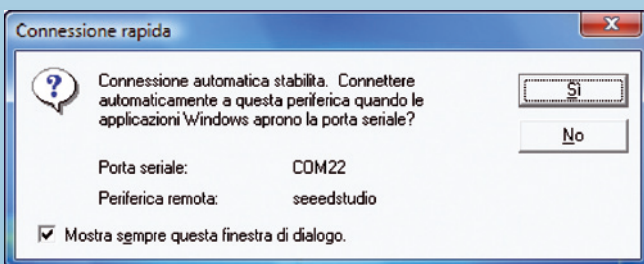 Connessione rapida
Connessione automatica stabilita. Connettere
automaticamente a questa periferica quando le
applicazioni Windows aprono la porta seriale?
Sì
No
Porta seriale: COM22
Periferica remota: seeedstudio
Mostra sempre questa finestra di dialogo.